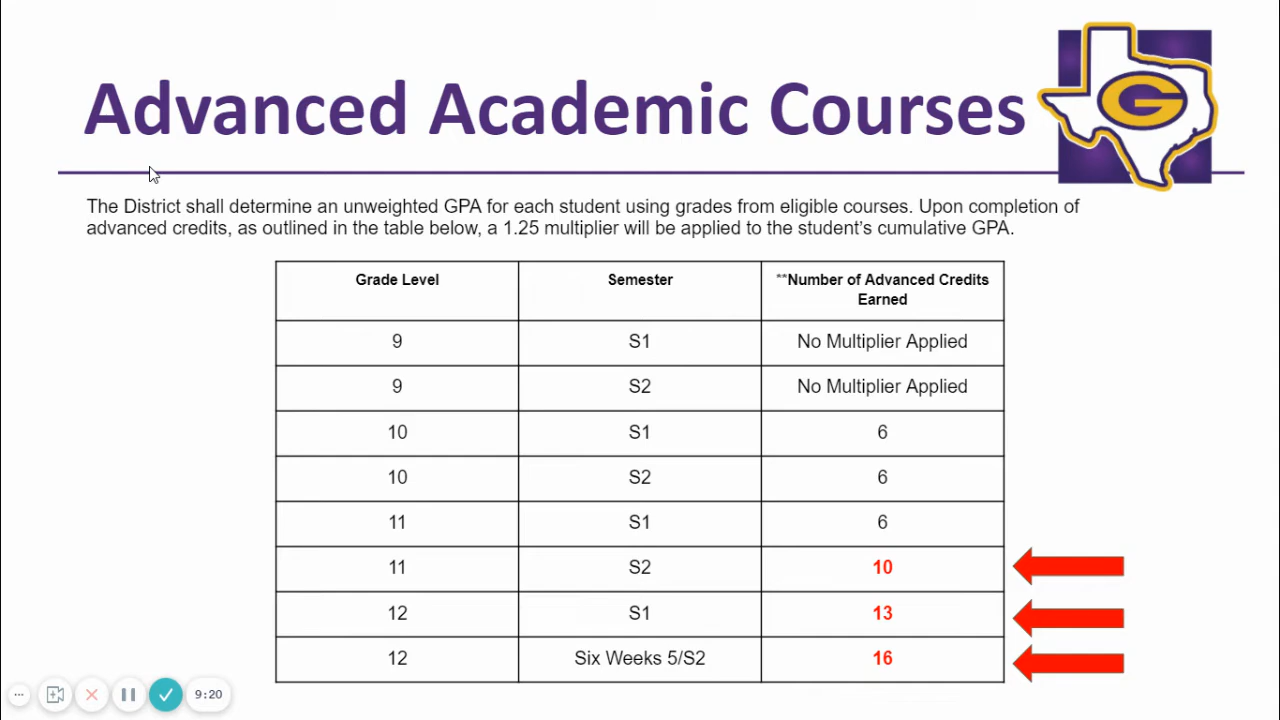 Advanced Academic Courses
G
The District shall determine an unweighted GPA for each student using grades from eligible courses. Upon completion of
advanced credits, as outlined in the table below, a 1.25 multiplier will be applied to the student's cumulative GPA.
Grade Level Semester **Number of Advanced Credits
Earned
9 S1 No Multiplier Applied
9 S2 No Multiplier Applied
10 S1 6
10 S2 6
11 S1 6
11 S2 10
12 S1 13
12 Six Weeks 5/S2 16
9:20